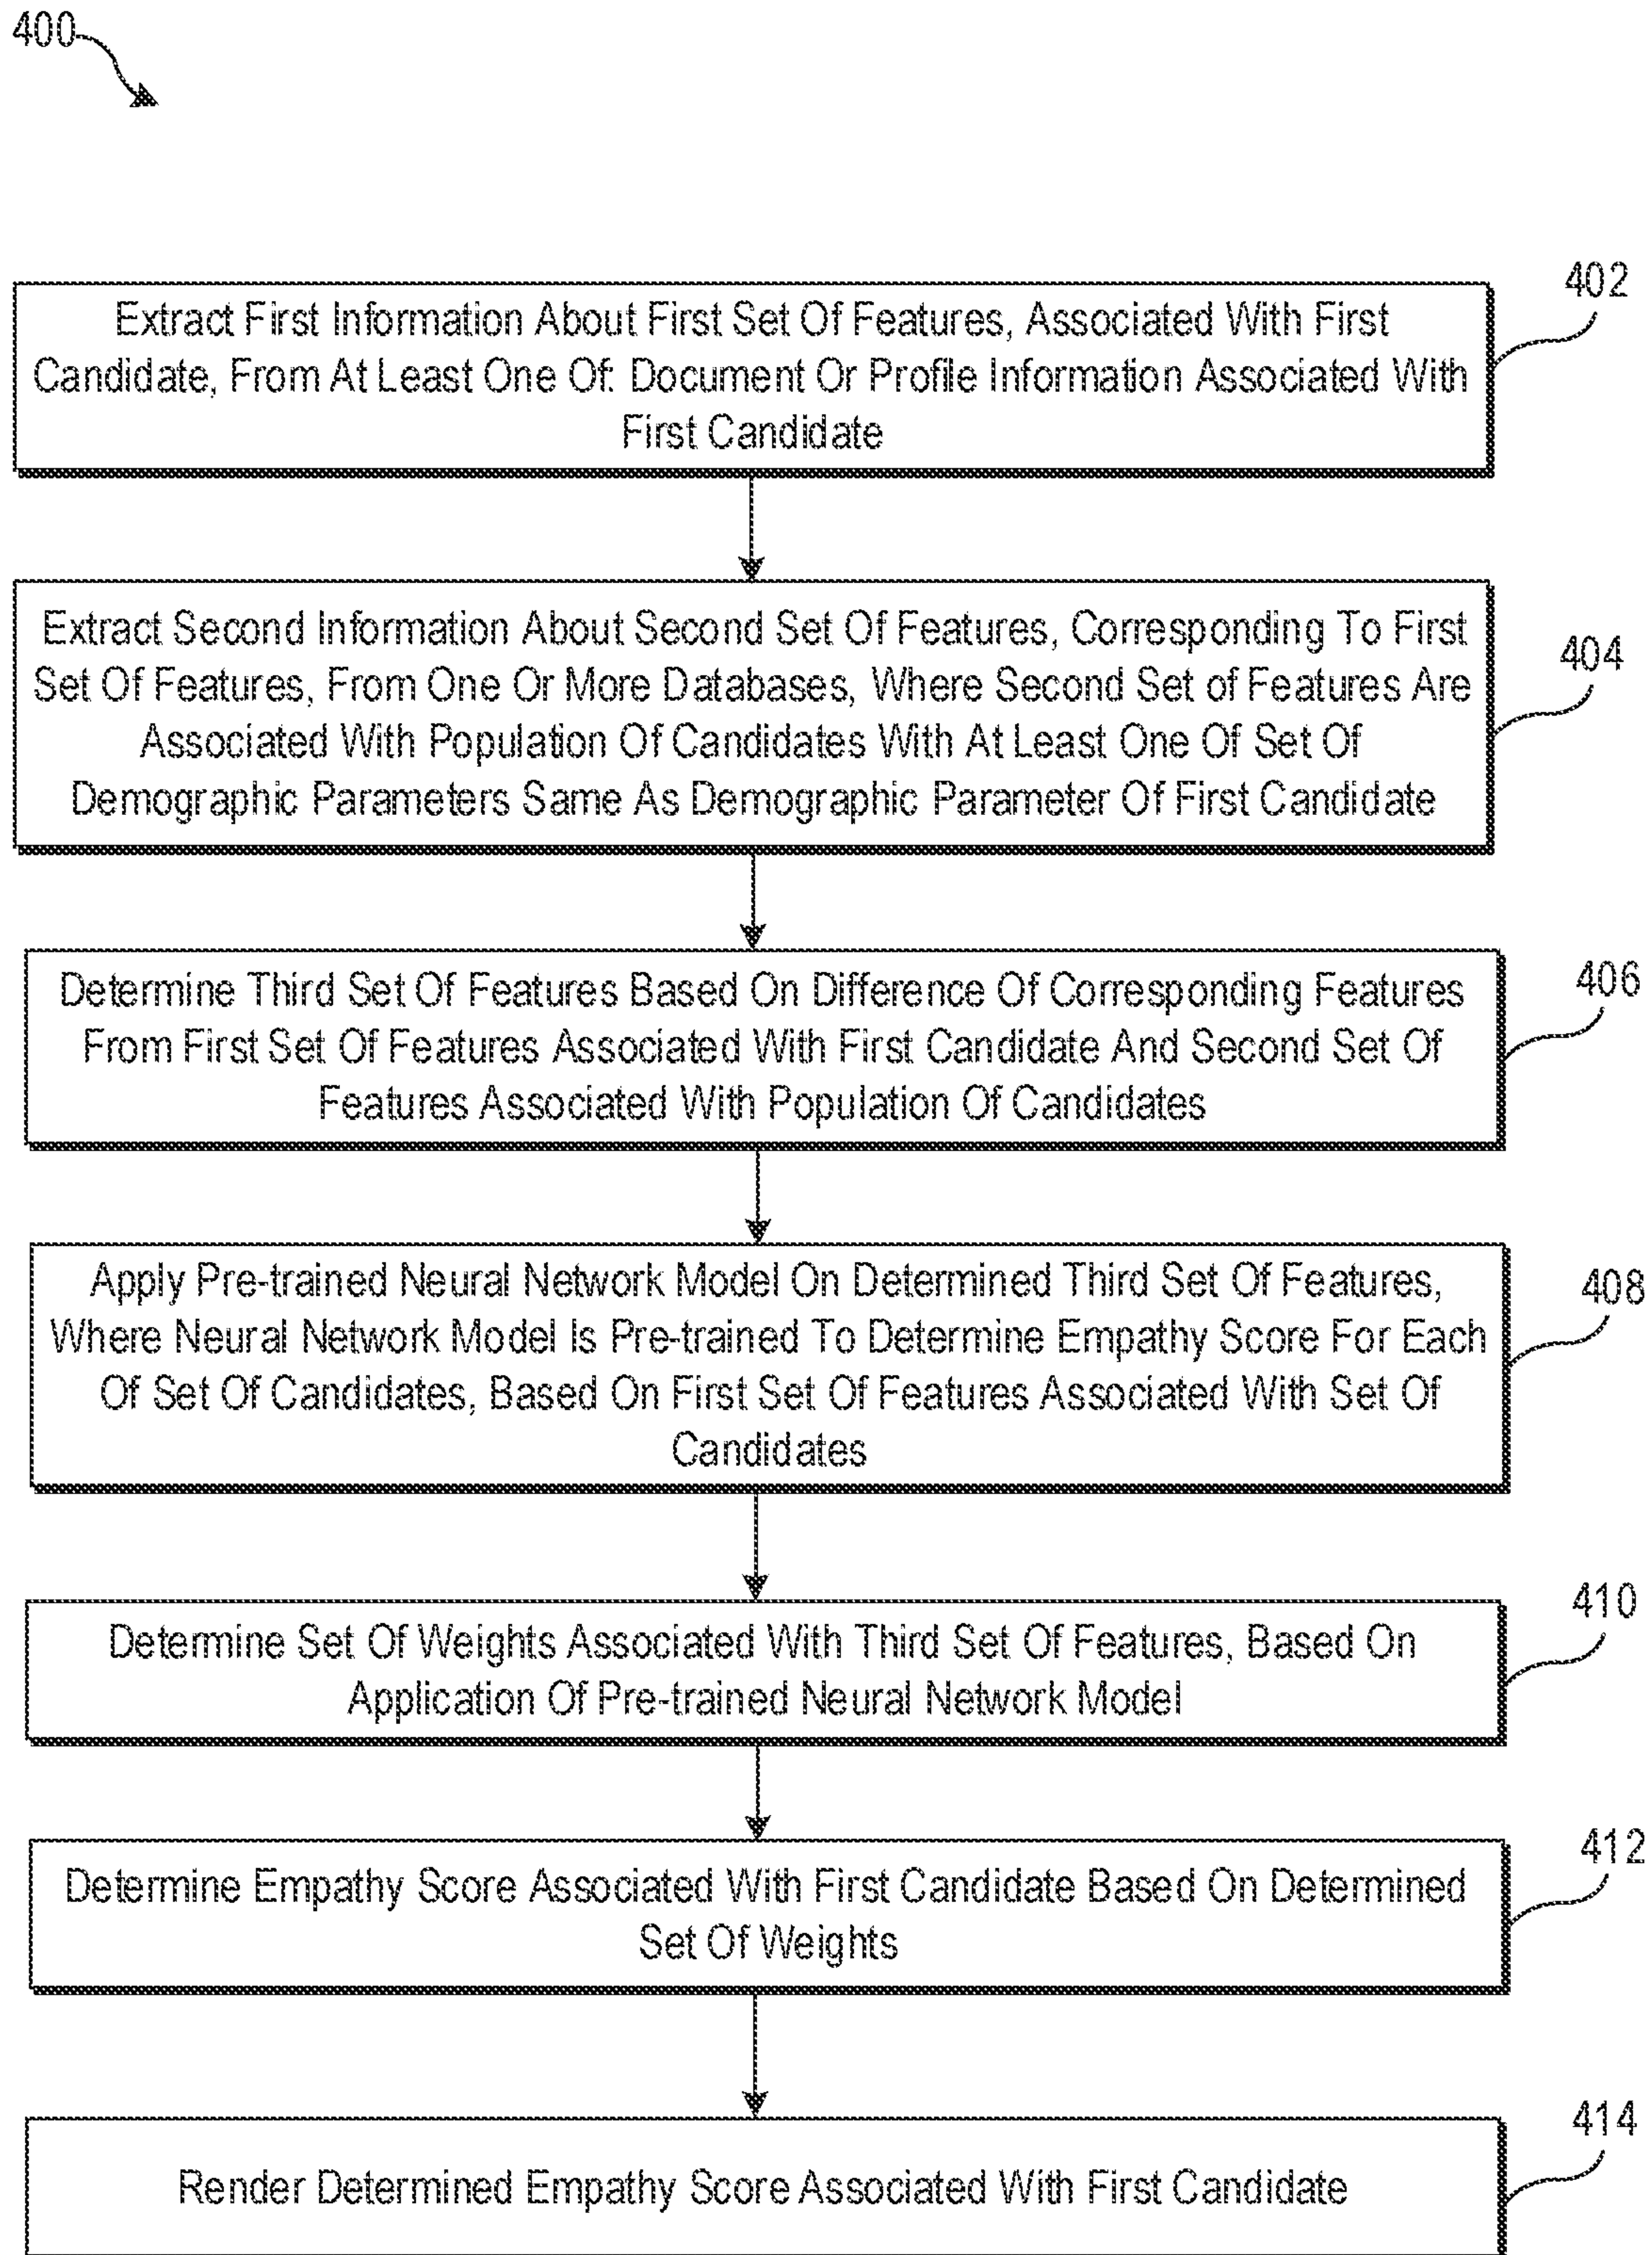 400
402
Extract First Information About First Set Of Features, Associated With First
Candidate, From At Least One Of: Document Or Profile Information Associated With
First Candidate
404
Extract Second Information About Second Set Of Features, Corresponding To First
Set Of Features, From One Or More Databases, Where Second Set of Features Are
Associated With Population Of Candidates With At Least One Of Set Of
Demographic Parameters Same As Demographic Parameter Of First Candidate
406
Determine Third Set Of Features Based On Difference Of Corresponding Features
From First Set Of Features Associated With First Candidate And Second Set Of
Features Associated With Population Of Candidates
408
Apply Pre-trained Neural Network Model On Determined Third Set Of Features,
Where Neural Network Model Is Pre-trained To Determine Empathy Score For Each
Of Set Of Candidates, Based On First Set Of Features Associated With Set Of
Candidates
410
Determine Set Of Weights Associated With Third Set Of Features, Based On
Application Of Pre-trained Neural Network Model
412
Determine Empathy Score Associated With First Candidate Based On Determined
Set Of Weights
414
Render Determined Empathy Score Associated With First Candidate